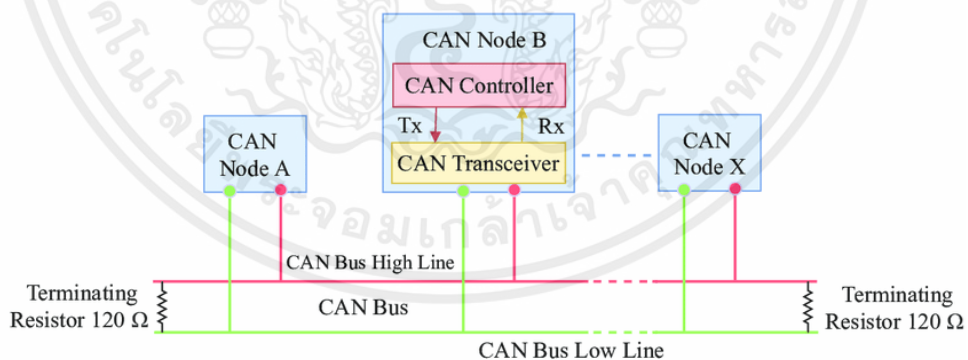 CAN Node B
CAN Controller
Tx
Rx
CAN Transceiver
CAN
Node A
CAN
Node X
CAN Bus High Line
Terminating
Resistor 120 Ω
CAN Bus
Terminating
Resistor 120 Ω
CAN Bus Low Line